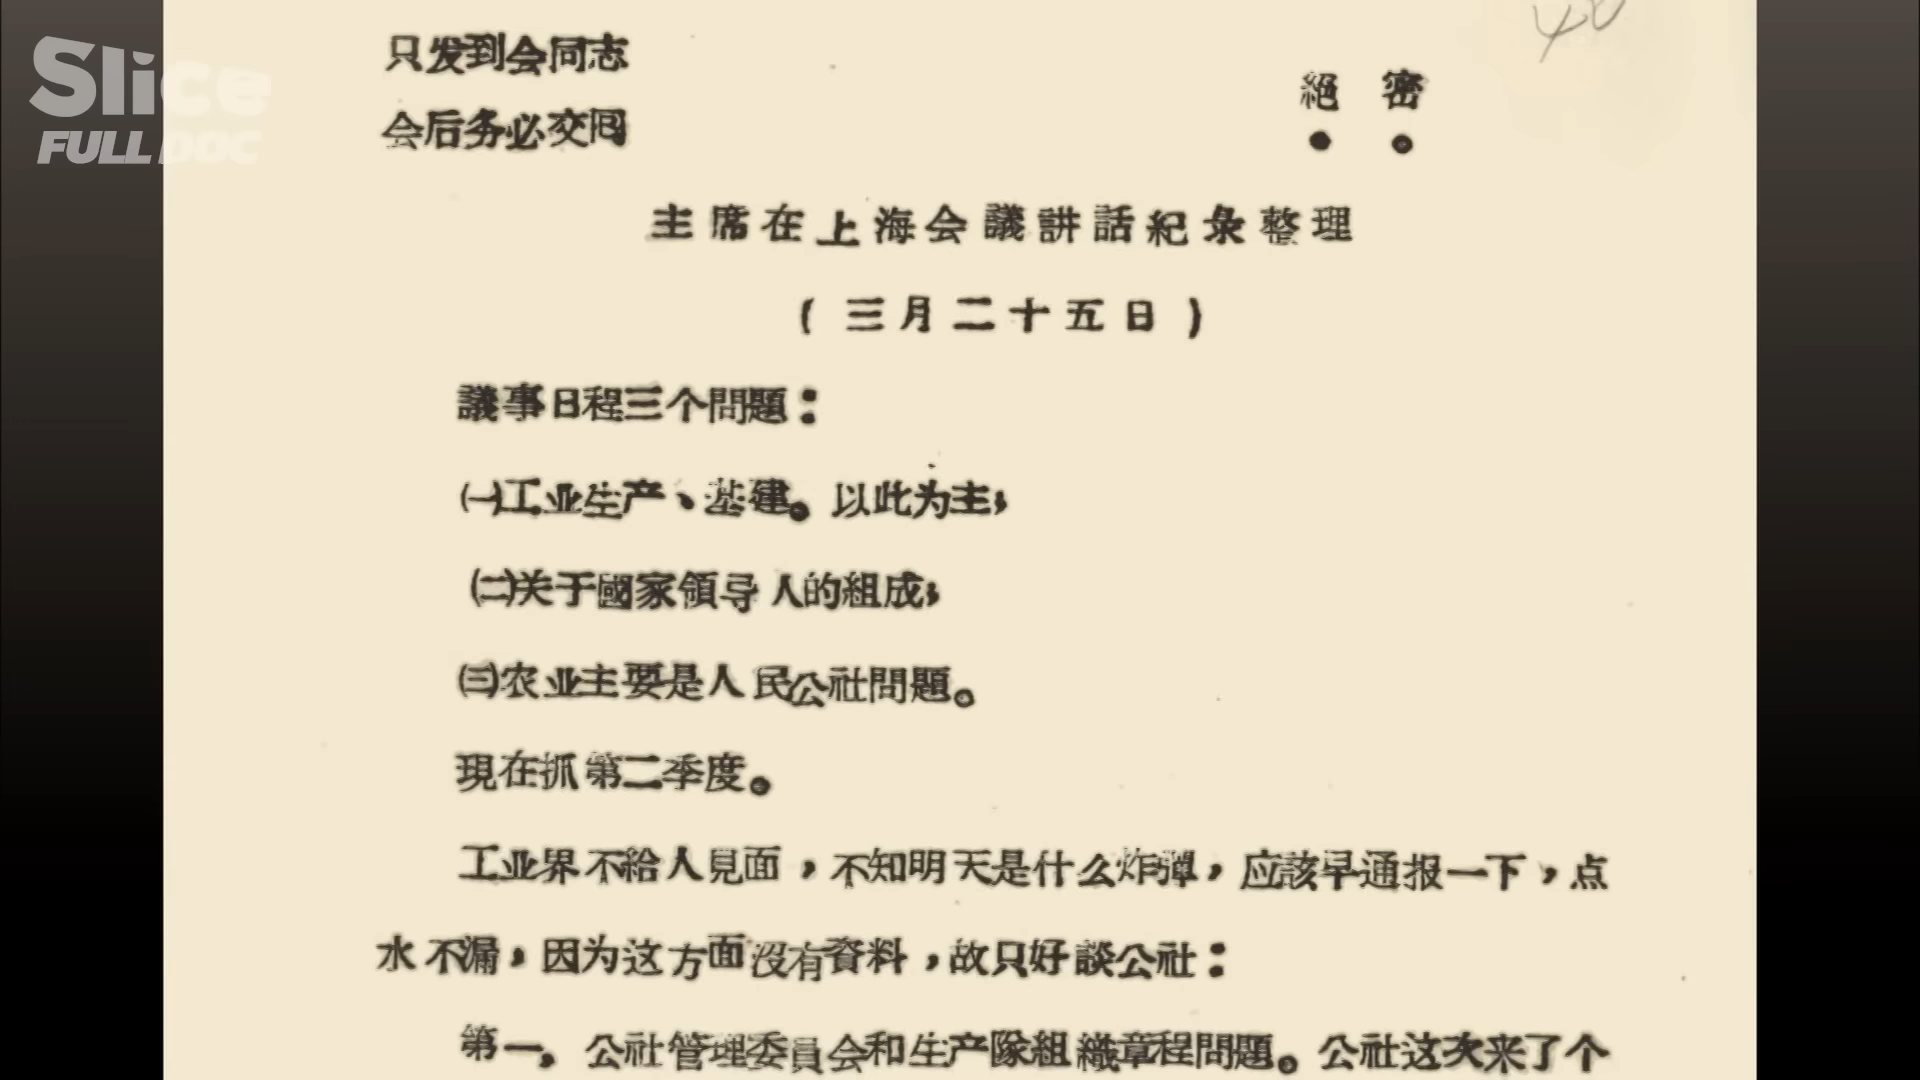 Slice
FULL DOC
只发到会同志
会后务必交回
絕密
主席在上海会議讲話紀录整理
(三月二十五日)
議事日程三个問題：
㈠工业生产、基建。以此为主；
㈡关于國家領导人的組成；
㈢农业主要是人民公社問題。
現在抓第二季度。
工业界不給人見面，不知明天是什么炸彈，应該早通报一下，点
水不漏，因为这方面沒有資料，故只好談公社：
第一，公社管理委員会和生产隊組織章程問題。公社这次来了个